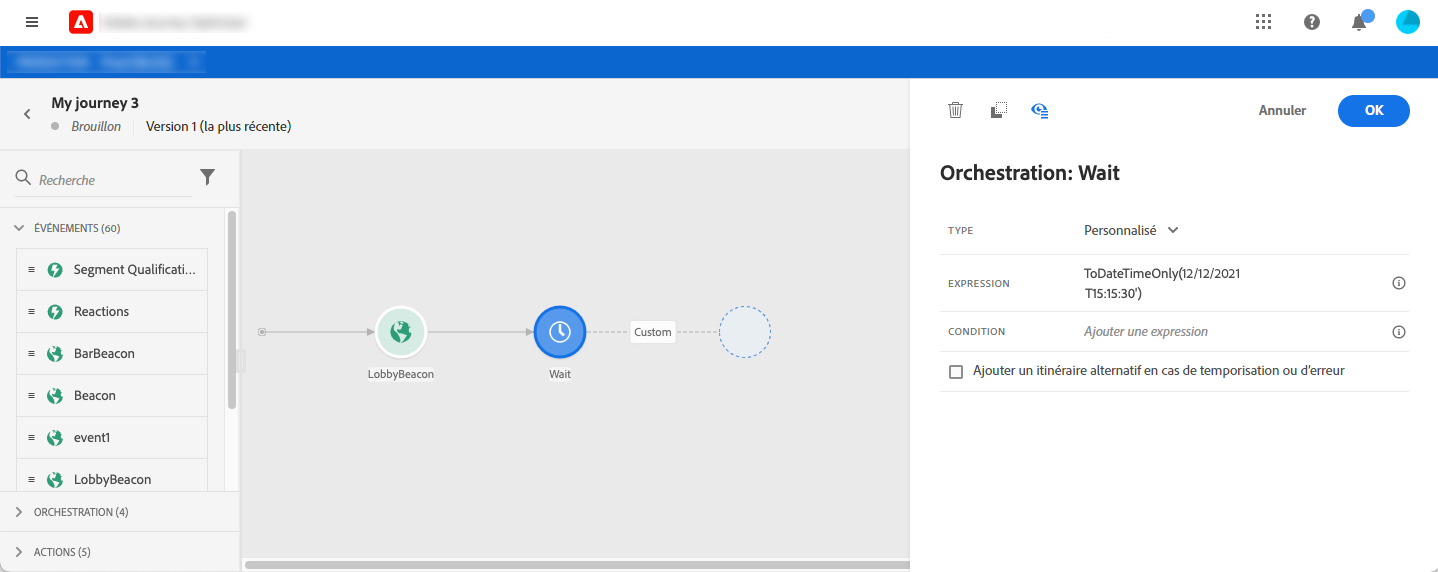 My journey 3
Brouillon
Version 1 (la plus récente)
Annuler
OK
Recherche
ÉVÉNEMENTS (60)
Segment Qualificati...
Reactions
BarBeacon
Beacon
event1
LobbyBeacon
ORCHESTRATION (4)
ACTIONS (5)
LobbyBeacon
Wait
Custom
Orchestration: Wait
TYPE
Personnalisé
EXPRESSION
ToDateTimeOnly(12/12/2021
T15:15:30')
CONDITION
Ajouter une expression
Ajouter un itinéraire alternatif en cas de temporisation ou d'erreur